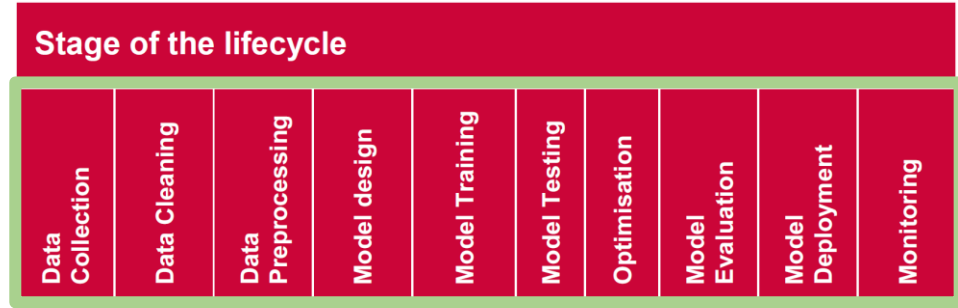 Stage of the lifecycle
Data
Collection
Data Cleaning
Data
Preprocessing
Model design
Model Training
Model Testing
Optimisation
Model
Evaluation
Model
Deployment
Monitoring